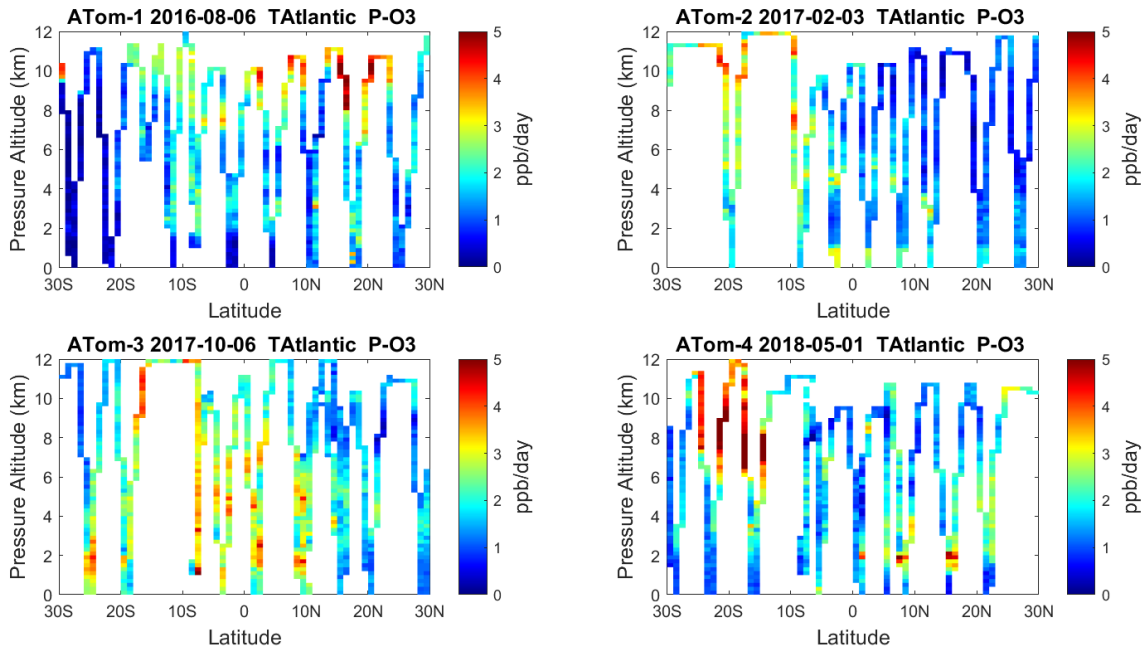 ATom-1 2016-08-06 TAtlantic P-O3
Pressure Altitude (km)
12
10
8
6
4
2
0
30S 20S 10S 0 10N 20N 30N
Latitude
5
4
3
2
1
0
ppb/day
ATom-2 2017-02-03 TAtlantic P-O3
Pressure Altitude (km)
12
10
8
6
4
2
0
30S 20S 10S 0 10N 20N 30N
Latitude
5
4
3
2
1
0
ppb/day
ATom-3 2017-10-06 TAtlantic P-O3
Pressure Altitude (km)
12
10
8
6
4
2
0
30S 20S 10S 0 10N 20N 30N
Latitude
5
4
3
2
1
0
ppb/day
ATom-4 2018-05-01 TAtlantic P-O3
Pressure Altitude (km)
12
10
8
6
4
2
0
30S 20S 10S 0 10N 20N 30N
Latitude
5
4
3
2
1
0
ppb/day